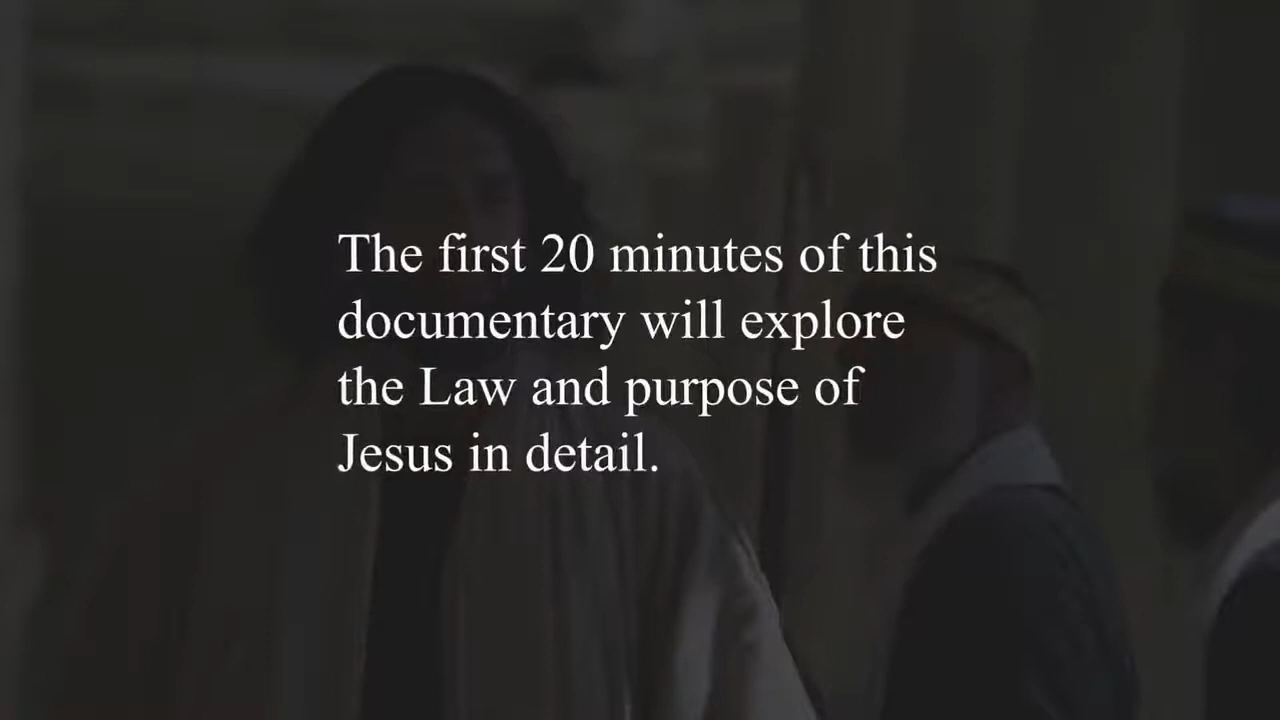 The first 20 minutes of this
documentary will explore
the Law and purpose of
Jesus in detail.